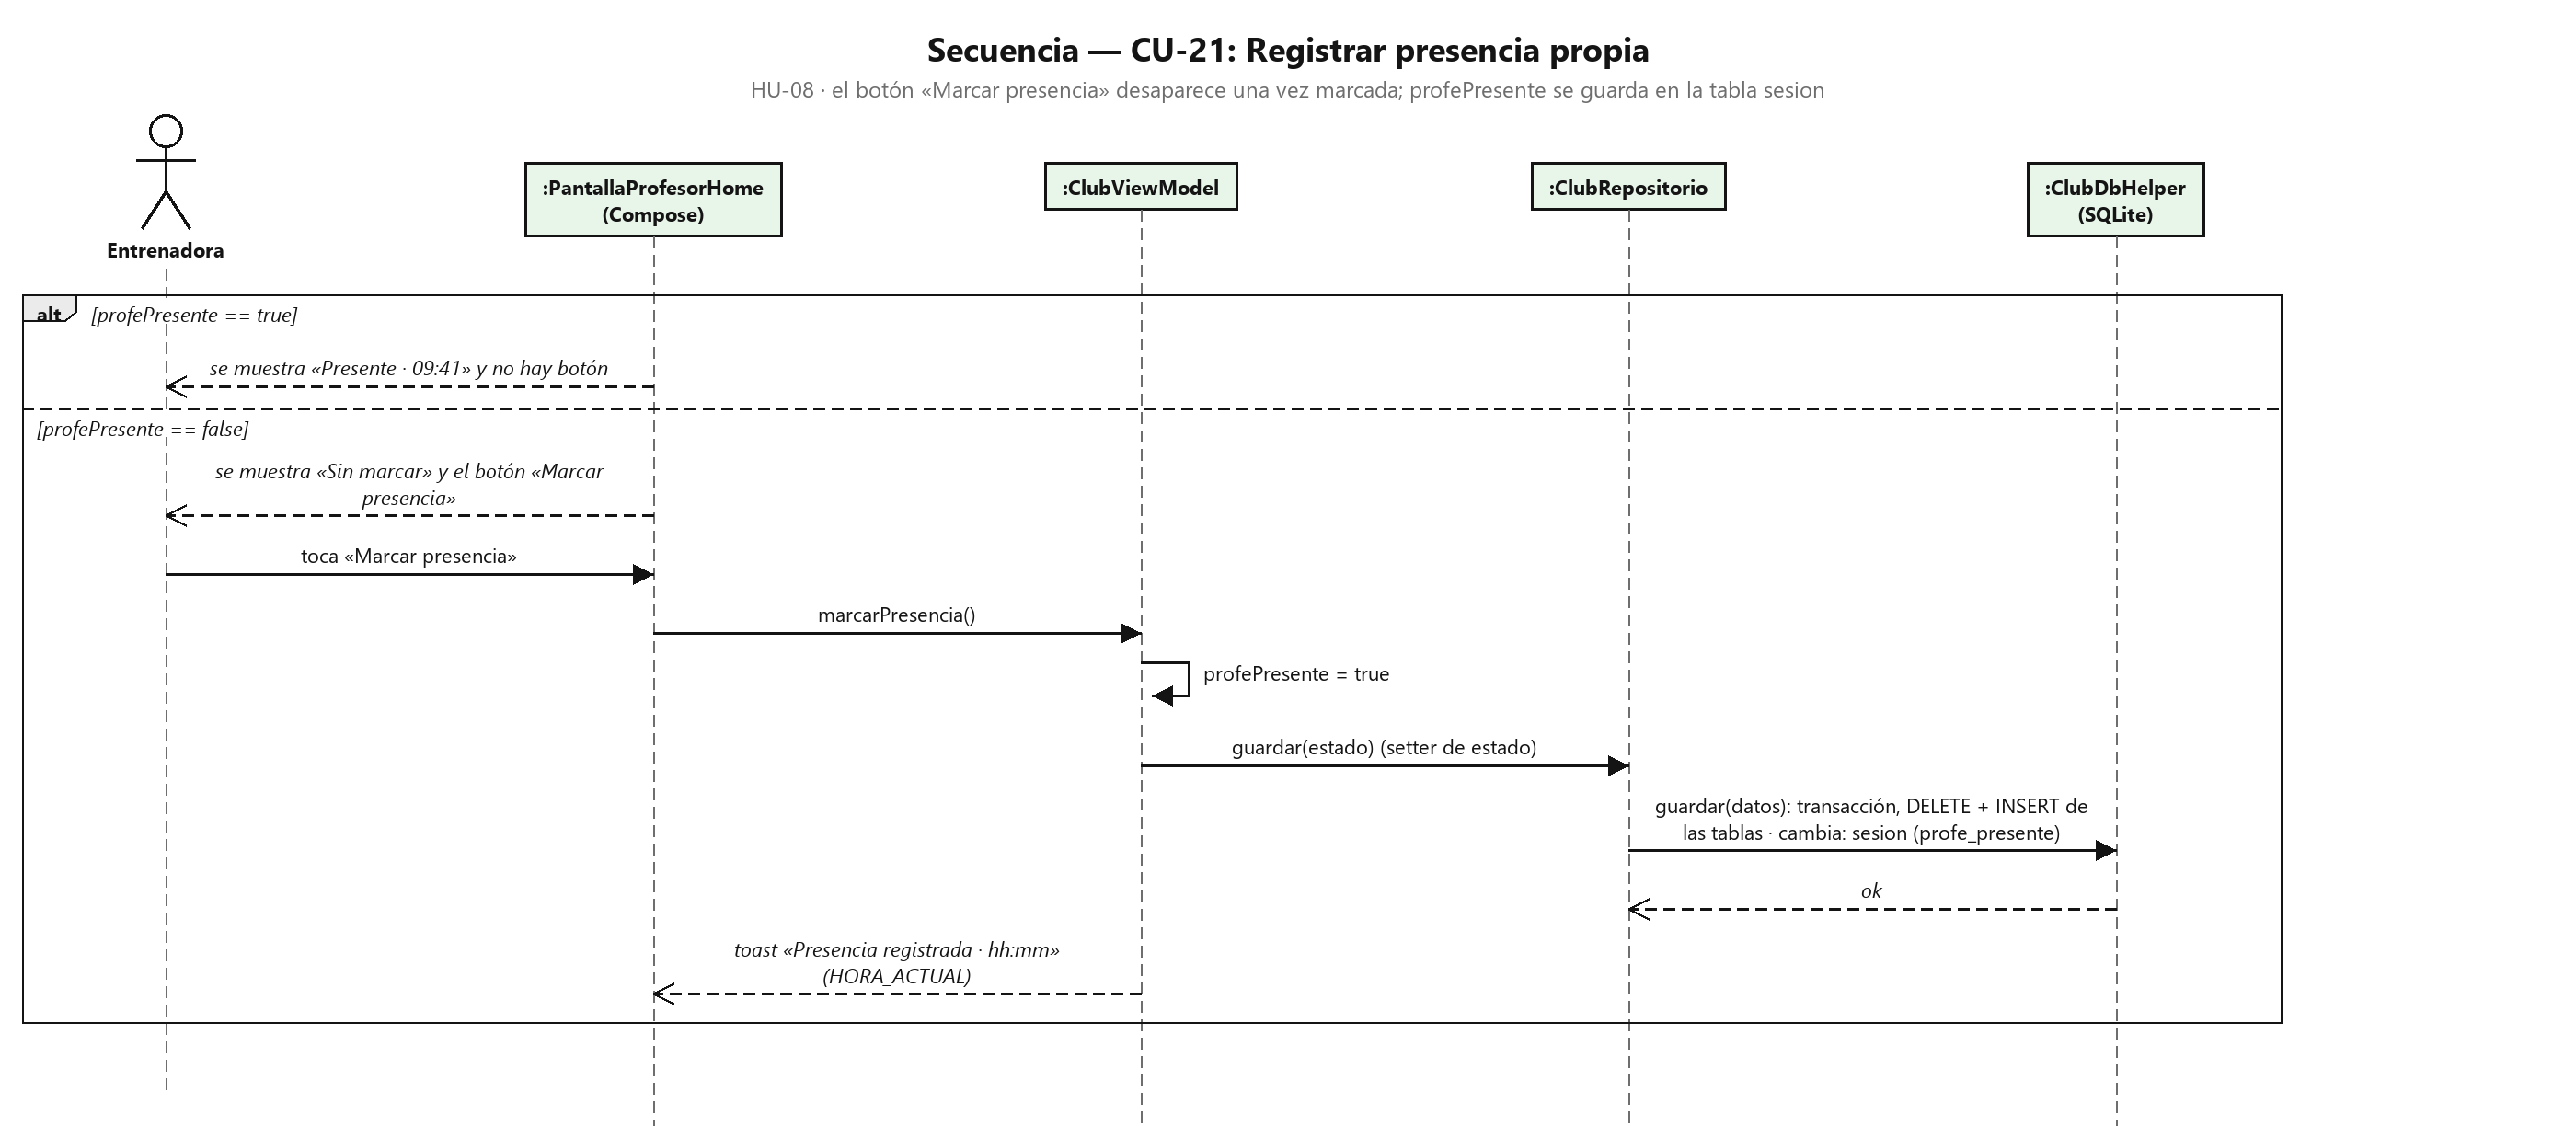 Secuencia — CU-21: Registrar presencia propia
HU-08 · el botón «Marcar presencia» desaparece una vez marcada; profePresente se guarda en la tabla sesion
Entrenadora
:PantallaProfesorHome
(Compose)
:ClubViewModel
:ClubRepositorio
:ClubDbHelper
(SQLite)
alt
[profePresente == true]
se muestra «Presente · 09:41» y no hay botón
[profePresente == false]
se muestra «Sin marcar» y el botón «Marcar
presencia»
toca «Marcar presencia»
marcarPresencia()
profePresente = true
guardar(estado) (setter de estado)
guardar(datos): transacción, DELETE + INSERT de
las tablas · cambia: sesion (profe_presente)
ok
toast «Presencia registrada · hh:mm»
(HORA_ACTUAL)